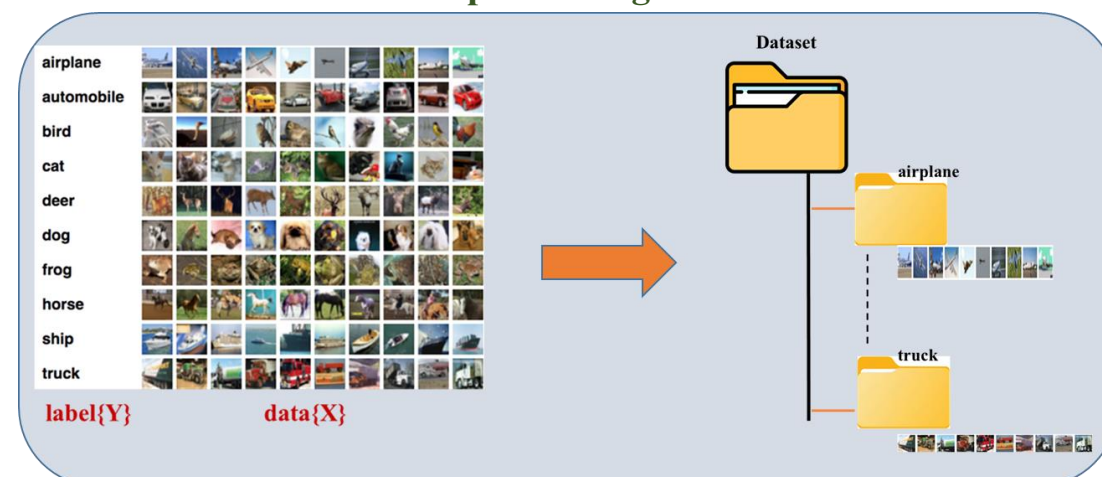 airplane
automobile
bird
cat
deer
dog
frog
horse
ship
truck
label{Y}
data{X}
Dataset
airplane
truck